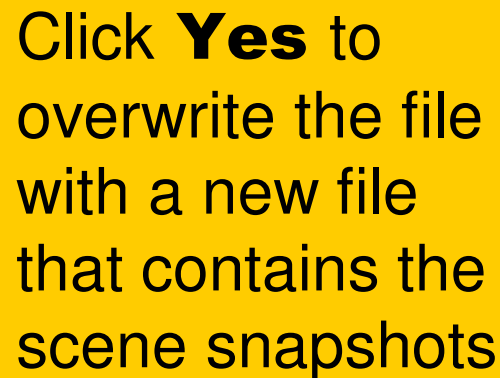 Click Yes to
overwrite the file
with a new file
that contains the
scene snapshots